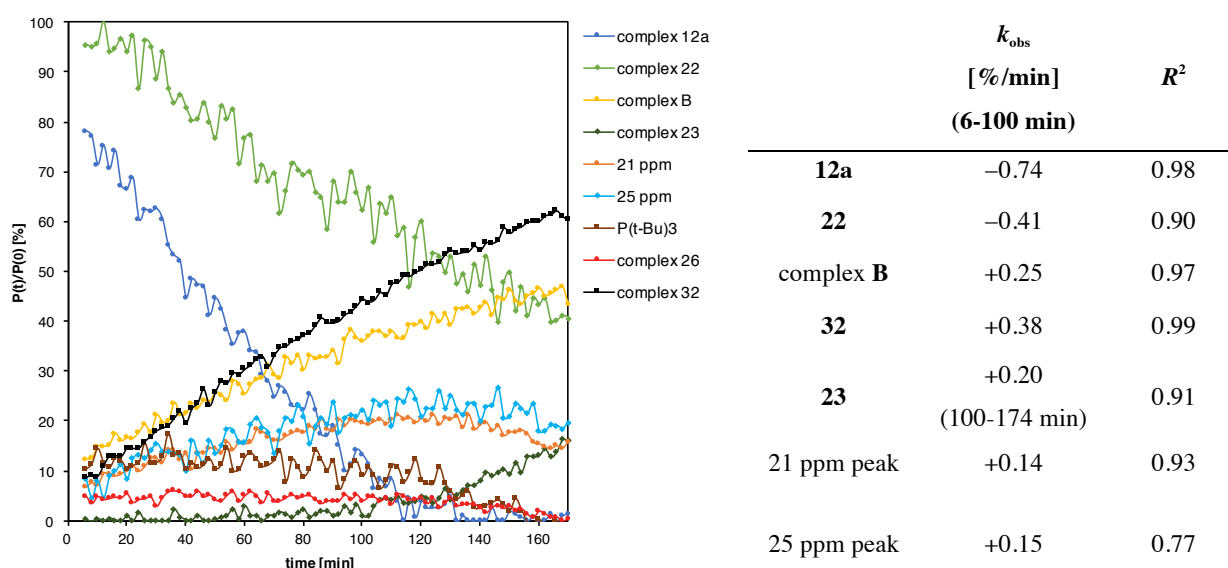 100
90
80
70
60
50
40
30
20
10
0
P(t)/P(0) [%]
0 20 40 60 80 100 120 140 160
time [min]
complex 12a
complex 22
complex B
complex 23
21 ppm
25 ppm
P(t-Bu)3
complex 26
complex 32
k_obs
[%/min] R²
(6-100 min)
12a –0.74 0.98
22 –0.41 0.90
complex B +0.25 0.97
32 +0.38 0.99
+0.20
23 0.91
(100-174 min)
21 ppm peak +0.14 0.93
25 ppm peak +0.15 0.77